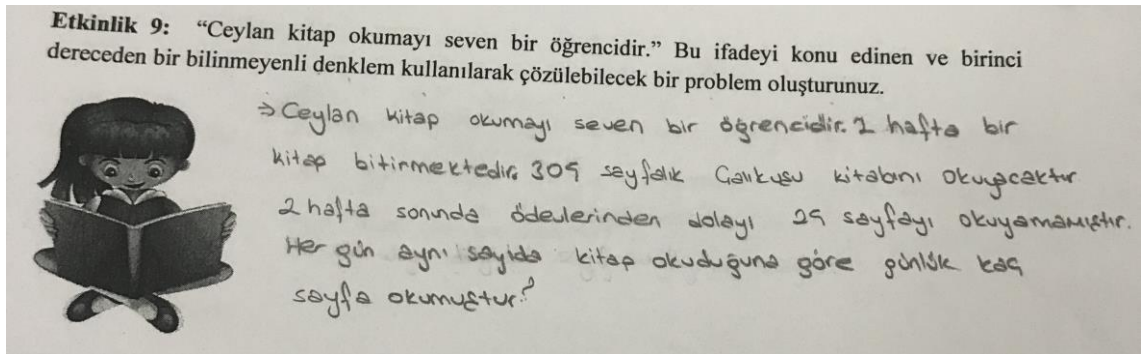 Etkinlik 9: “Ceylan kitap okumayı seven bir öğrencidir.” Bu ifadeyi konu edinen ve birinci
dereceden bir bilinmeyenli denklem kullanılarak çözülebilecek bir problem oluşturunuz.
⇒ Ceylan kitap okumayı seven bir öğrencidir. 2 hafta bir
kitap bitirmektedir. 309 sayfalık Çalıkuşu kitabını okuyacaktır
2 hafta sonunda ödevlerinden dolayı 29 sayfayı okuyamamıştır.
Her gün aynı sayıda kitap okuduğuna göre günlük kaç
sayfa okumuştur?